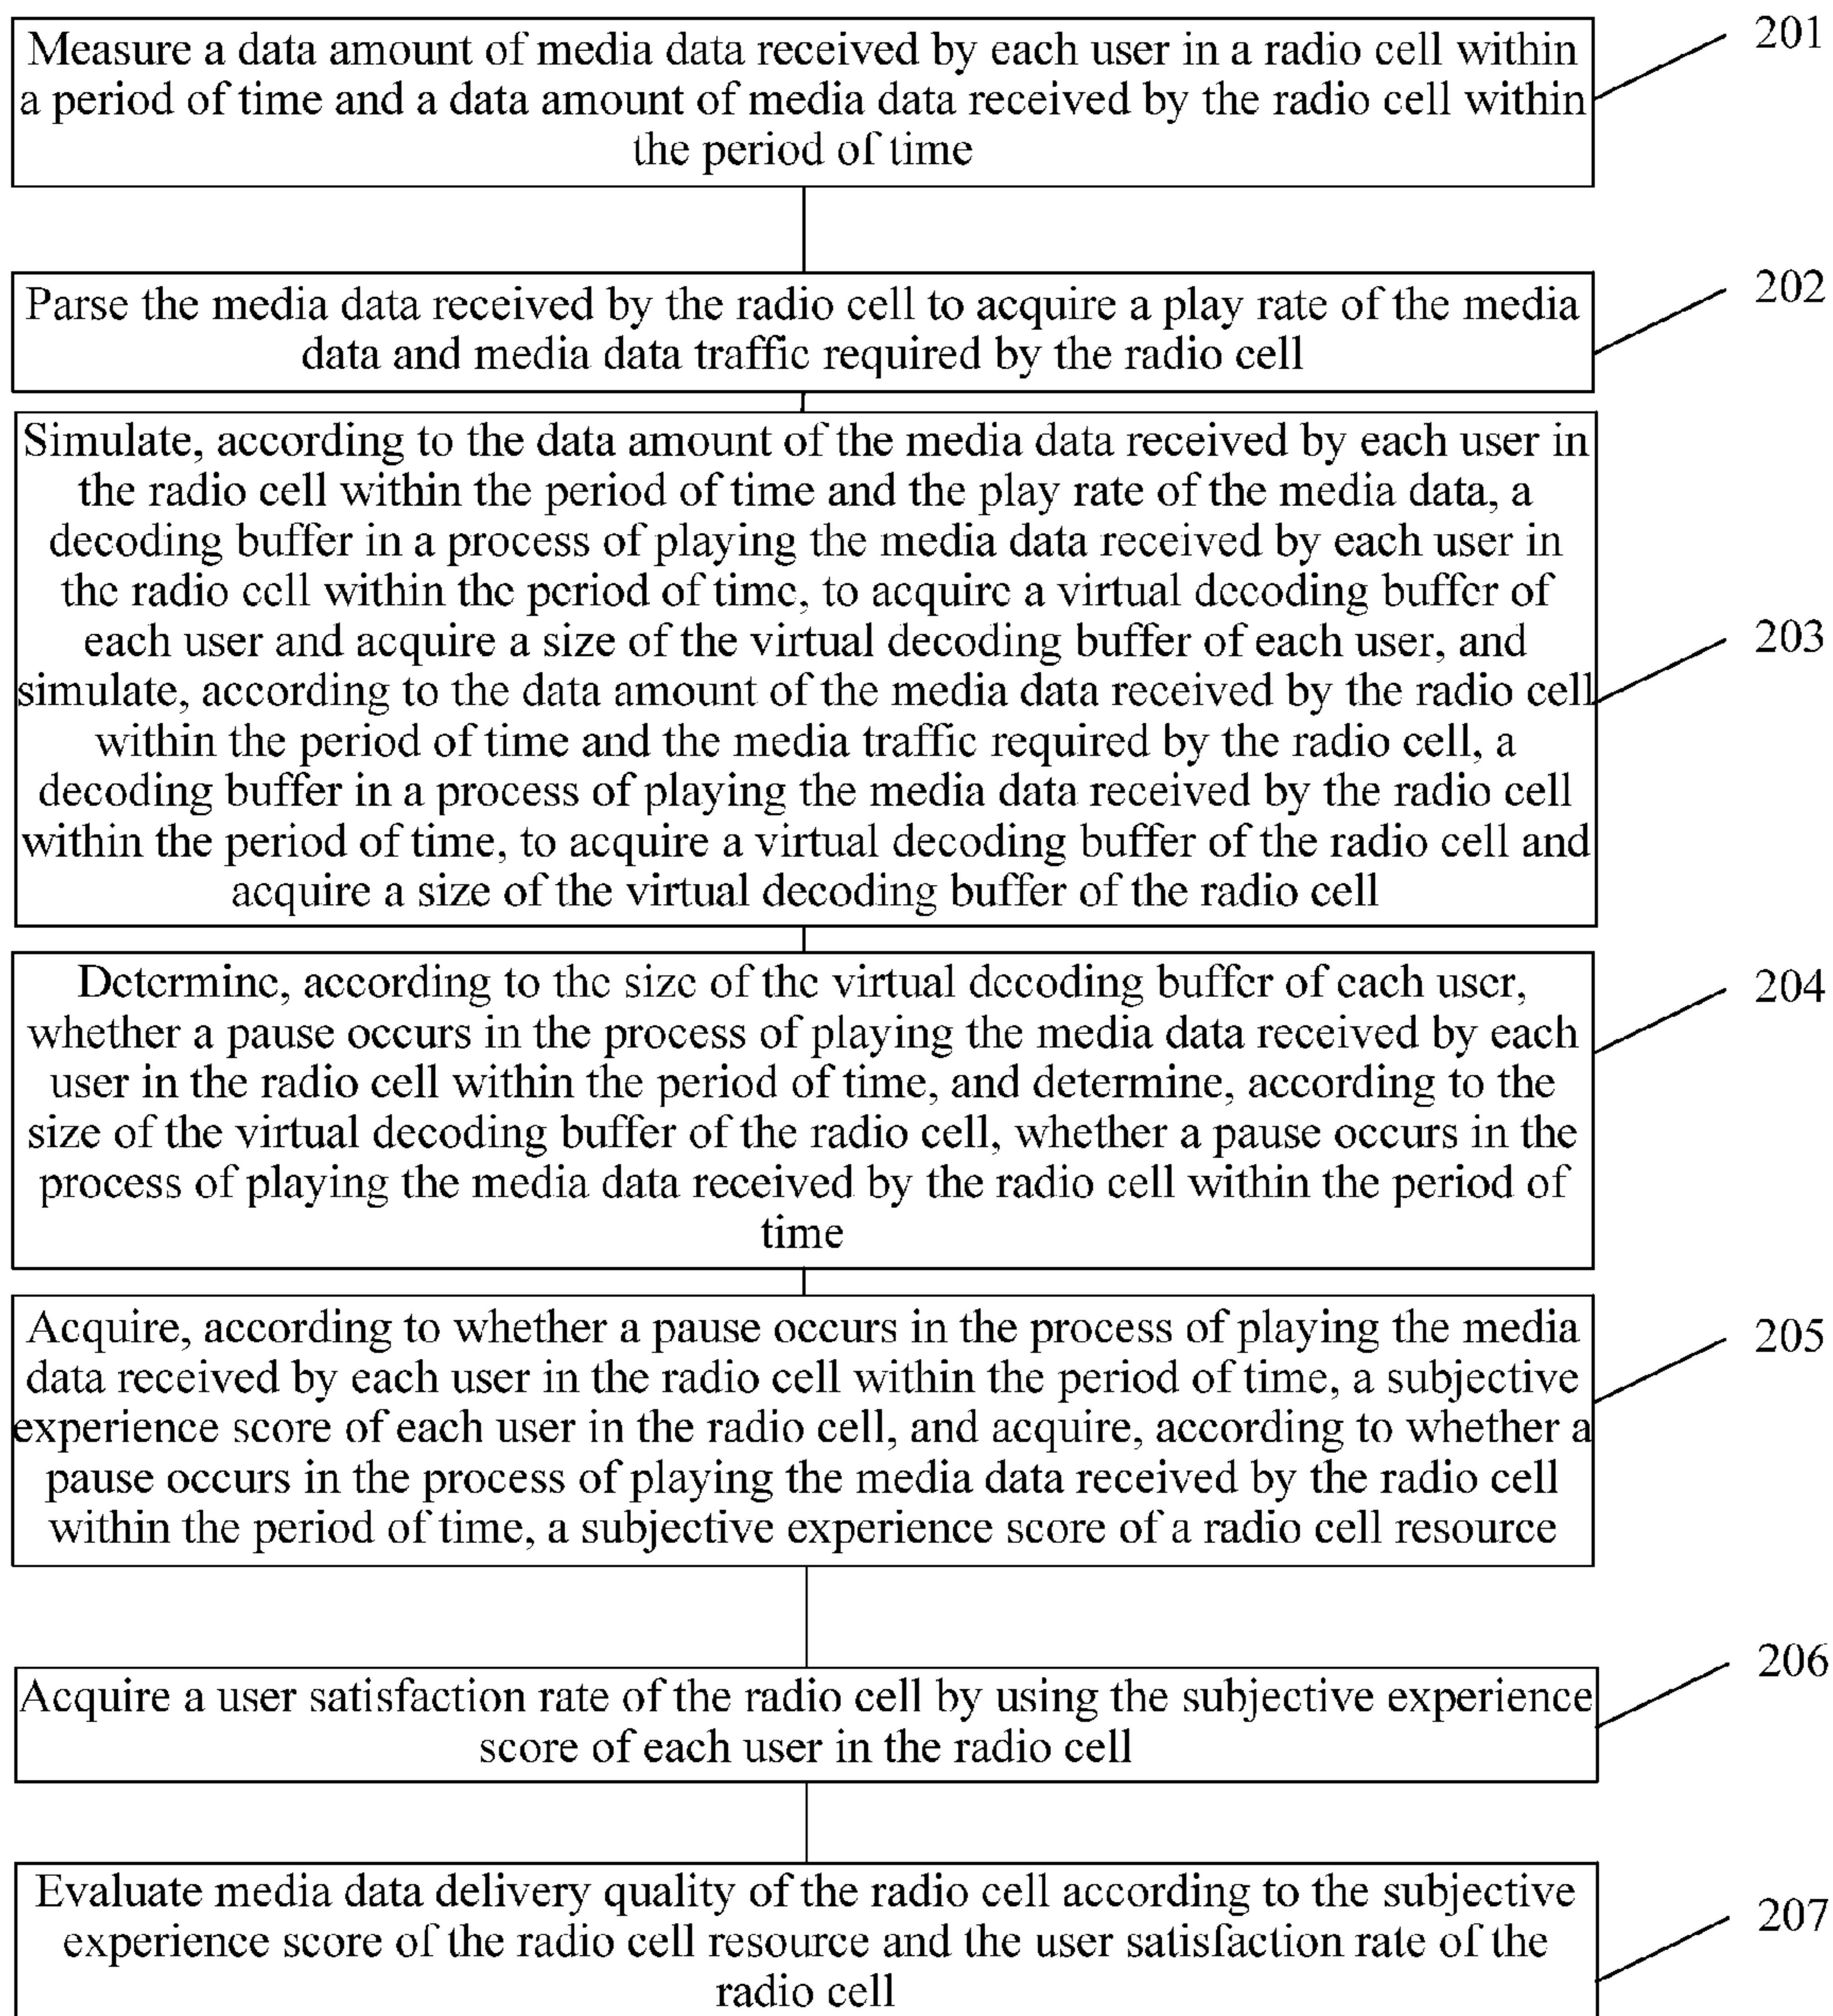 Measure a data amount of media data received by each user in a radio cell within
a period of time and a data amount of media data received by the radio cell within
the period of time
201
Parse the media data received by the radio cell to acquire a play rate of the media
data and media data traffic required by the radio cell
202
Simulate, according to the data amount of the media data received by each user in
the radio cell within the period of time and the play rate of the media data, a
decoding buffer in a process of playing the media data received by each user in
the radio cell within the period of time, to acquire a virtual decoding buffer of
each user and acquire a size of the virtual decoding buffer of each user, and
simulate, according to the data amount of the media data received by the radio cell
within the period of time and the media traffic required by the radio cell, a
decoding buffer in a process of playing the media data received by the radio cell
within the period of time, to acquire a virtual decoding buffer of the radio cell and
acquire a size of the virtual decoding buffer of the radio cell
203
Determine, according to the size of the virtual decoding buffer of each user,
whether a pause occurs in the process of playing the media data received by each
user in the radio cell within the period of time, and determine, according to the
size of the virtual decoding buffer of the radio cell, whether a pause occurs in the
process of playing the media data received by the radio cell within the period of
time
204
Acquire, according to whether a pause occurs in the process of playing the media
data received by each user in the radio cell within the period of time, a subjective
experience score of each user in the radio cell, and acquire, according to whether a
pause occurs in the process of playing the media data received by the radio cell
within the period of time, a subjective experience score of a radio cell resource
205
Acquire a user satisfaction rate of the radio cell by using the subjective experience
score of each user in the radio cell
206
Evaluate media data delivery quality of the radio cell according to the subjective
experience score of the radio cell resource and the user satisfaction rate of the
radio cell
207